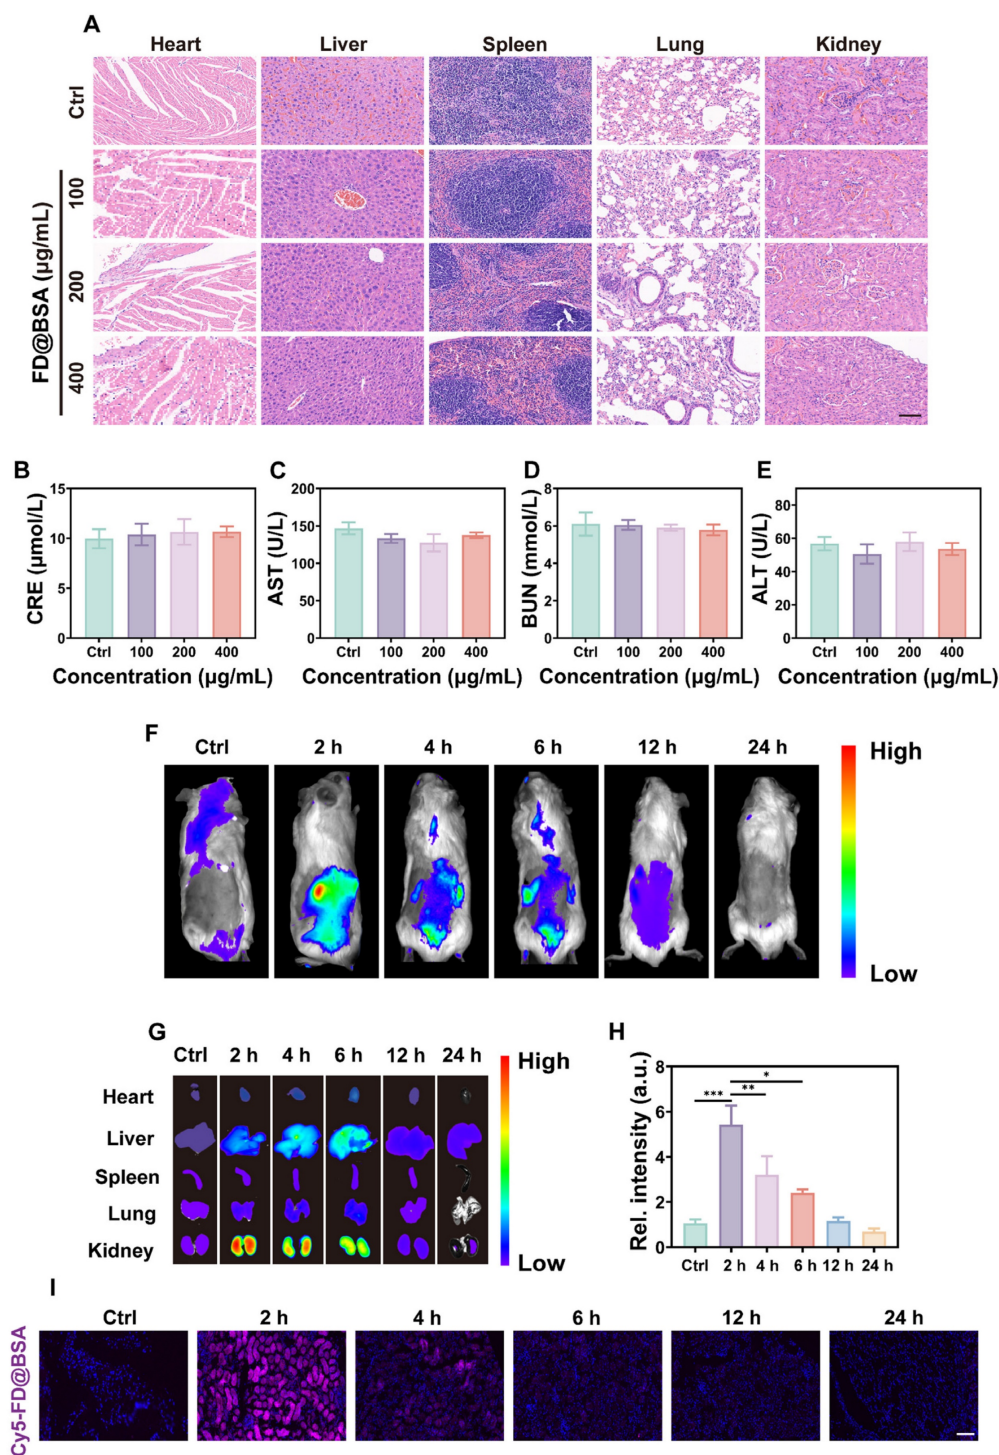 A
Heart Liver Spleen Lung Kidney
Ctrl
100
200
400
FD@BSA (μg/mL)
B
CRE (μmol/L)
15
10
5
0
Ctrl 100 200 400
Concentration (μg/mL)
C
AST (U/L)
200
150
100
50
0
Ctrl 100 200 400
Concentration (μg/mL)
D
BUN (mmol/L)
8
6
4
2
0
Ctrl 100 200 400
Concentration (μg/mL)
E
ALT (U/L)
80
60
40
20
0
Ctrl 100 200 400
Concentration (μg/mL)
F
Ctrl 2 h 4 h 6 h 12 h 24 h
High
Low
G
Ctrl 2 h 4 h 6 h 12 h 24 h
Heart
Liver
Spleen
Lung
Kidney
High
Low
H
Rel. intensity (a.u.)
8
6
4
2
0
*
*** **
Ctrl 2 h 4 h 6 h 12 h 24 h
I
Ctrl 2 h 4 h 6 h 12 h 24 h
Cy5-FD@BSA